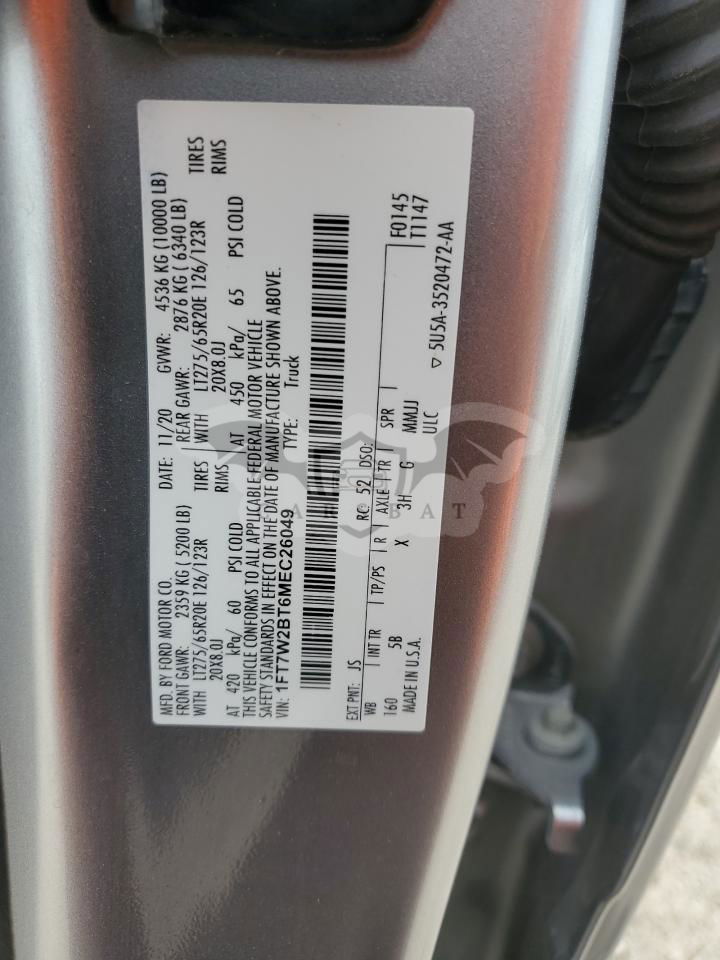 MFD. BY FORD MOTOR CO.
DATE: 11/20 GVWR: 4536 KG (10000 LB)
FRONT GAWR: 2359 KG ( 5200 LB) REAR GAWR: 2876 KG ( 6340 LB)
WITH LT275/65R20E 126/123R TIRES WITH LT275/65R20E 126/123R TIRES
20X8.0J RIMS 20X8.0J RIMS
AT 420 kPa/ 60 PSI COLD AT 450 kPa/ 65 PSI COLD
THIS VEHICLE CONFORMS TO ALL APPLICABLE FEDERAL MOTOR VEHICLE
SAFETY STANDARDS IN EFFECT ON THE DATE OF MANUFACTURE SHOWN ABOVE.
VIN: 1FT7W2BT6MEC26049 TYPE: Truck
EXT PNT: JS RC: 52 DSO: F0145
WB INT TR TP/PS R AXLE TR SPR T1147
160 5B X 3H G MMJJ
MADE IN U.S.A. ULC ▽ 5U5A-3520472-AA
CAR BAT